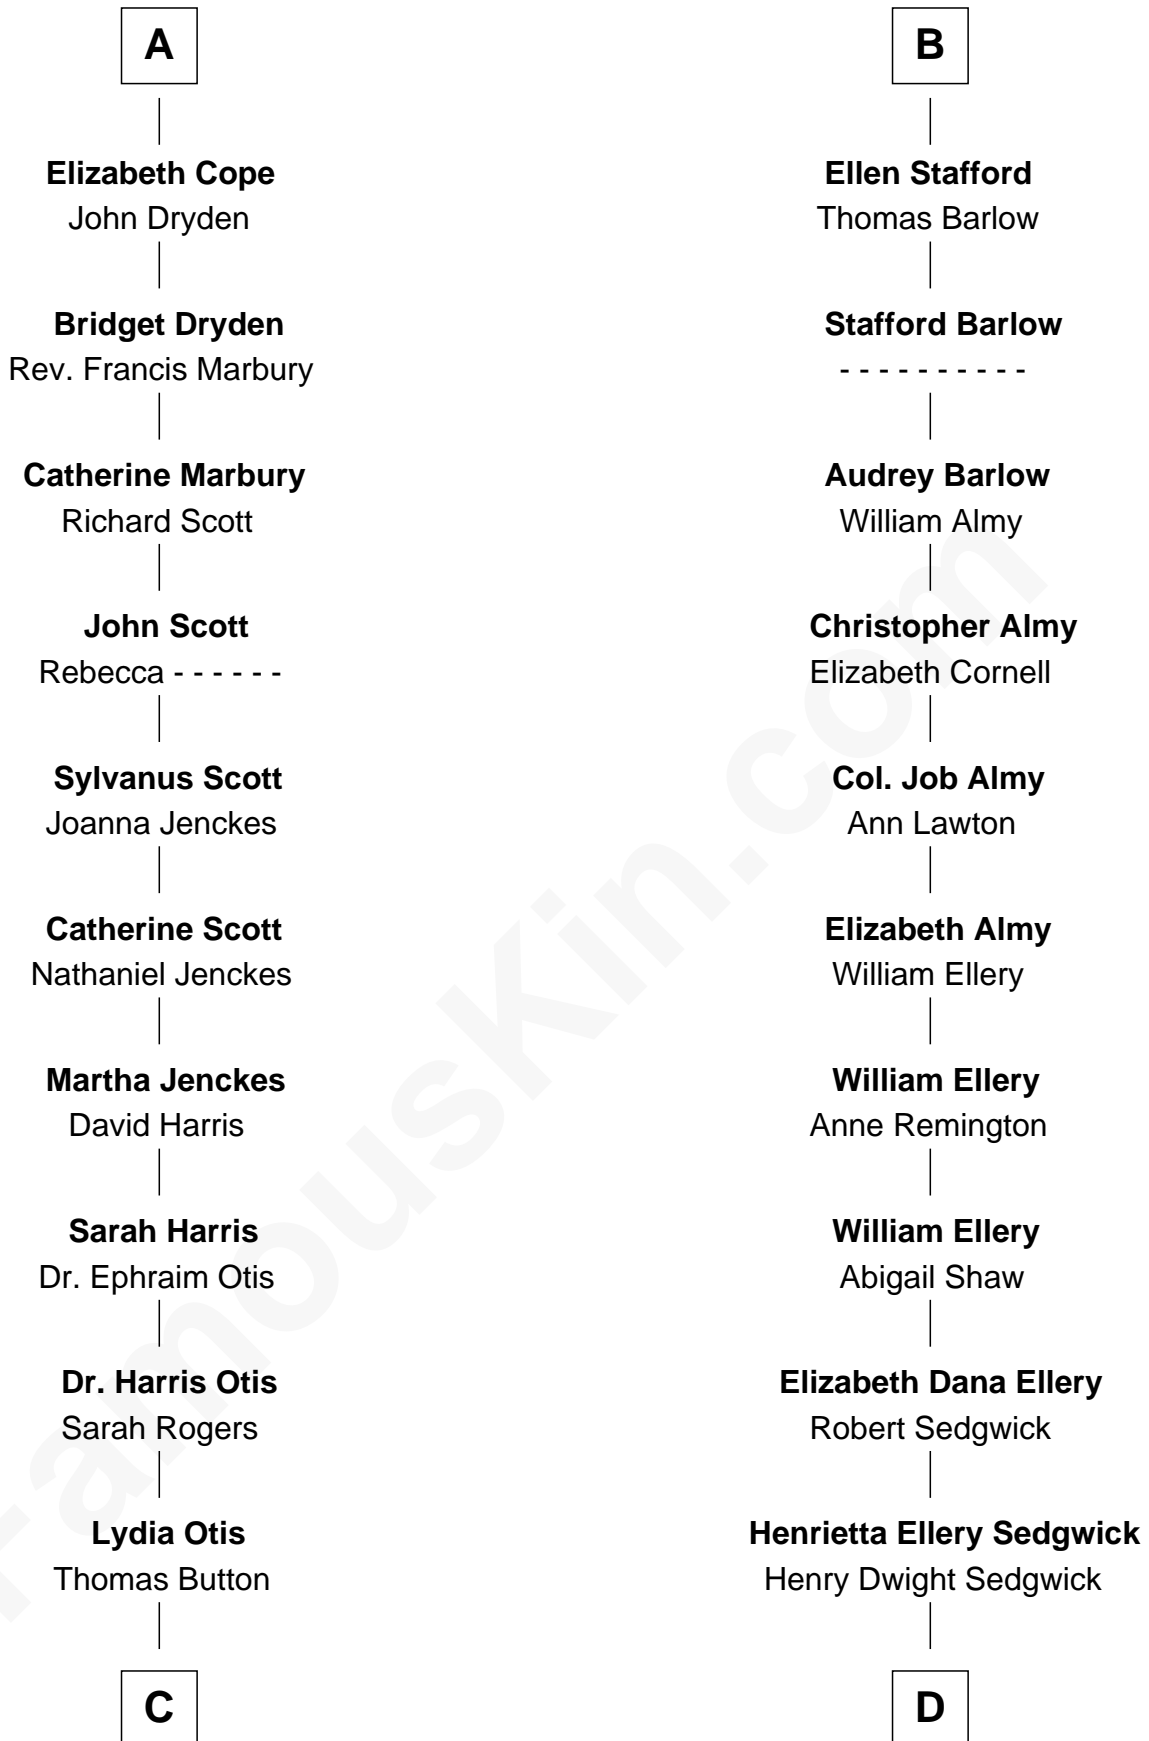 A
Elizabeth Cope
John Dryden
Bridget Dryden
Rev. Francis Marbury
Catherine Marbury
Richard Scott
John Scott
Rebecca - - - - - -
Sylvanus Scott
Joanna Jenckes
Catherine Scott
Nathaniel Jenckes
Martha Jenckes
David Harris
Sarah Harris
Dr. Ephraim Otis
Dr. Harris Otis
Sarah Rogers
Lydia Otis
Thomas Button
C
B
Ellen Stafford
Thomas Barlow
Stafford Barlow
- - - - - - - - - -
Audrey Barlow
William Almy
Christopher Almy
Elizabeth Cornell
Col. Job Almy
Ann Lawton
Elizabeth Almy
William Ellery
William Ellery
Anne Remington
William Ellery
Abigail Shaw
Elizabeth Dana Ellery
Robert Sedgwick
Henrietta Ellery Sedgwick
Henry Dwight Sedgwick
D
FamousKin.com